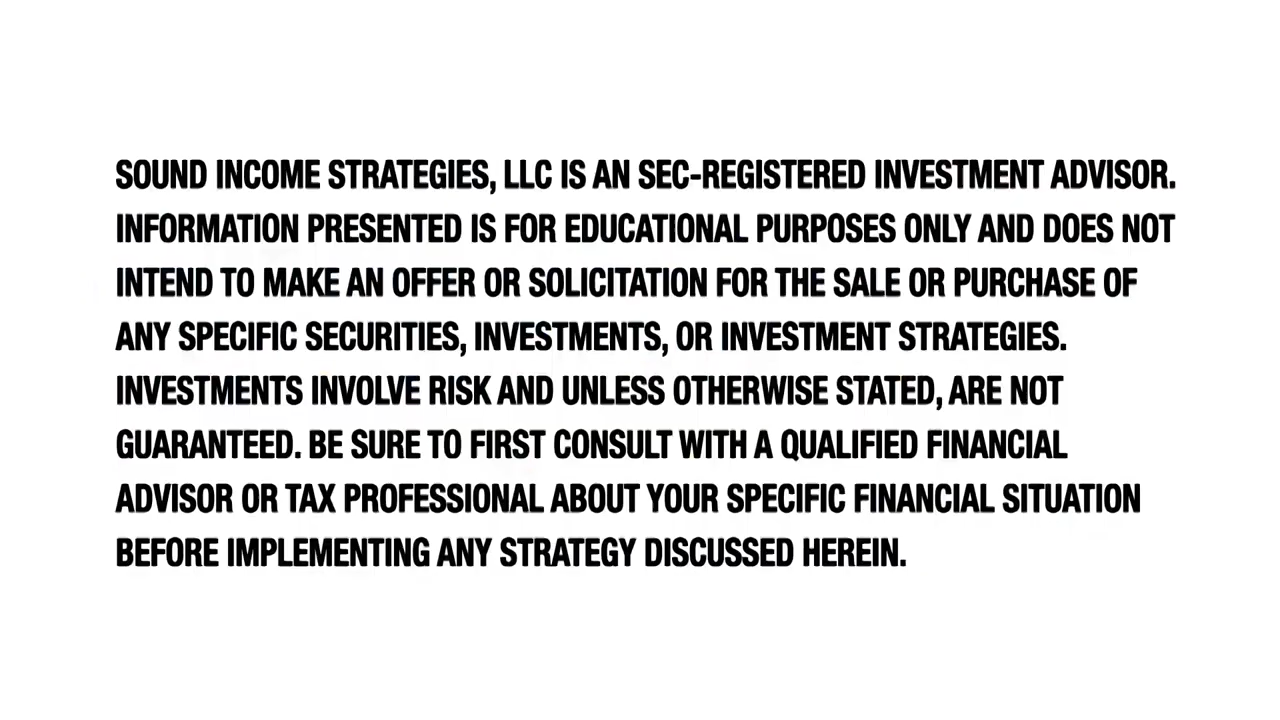 SOUND INCOME STRATEGIES, LLC IS AN SEC-REGISTERED INVESTMENT ADVISOR.
INFORMATION PRESENTED IS FOR EDUCATIONAL PURPOSES ONLY AND DOES NOT
INTEND TO MAKE AN OFFER OR SOLICITATION FOR THE SALE OR PURCHASE OF
ANY SPECIFIC SECURITIES, INVESTMENTS, OR INVESTMENT STRATEGIES.
INVESTMENTS INVOLVE RISK AND UNLESS OTHERWISE STATED, ARE NOT
GUARANTEED. BE SURE TO FIRST CONSULT WITH A QUALIFIED FINANCIAL
ADVISOR OR TAX PROFESSIONAL ABOUT YOUR SPECIFIC FINANCIAL SITUATION
BEFORE IMPLEMENTING ANY STRATEGY DISCUSSED HEREIN.